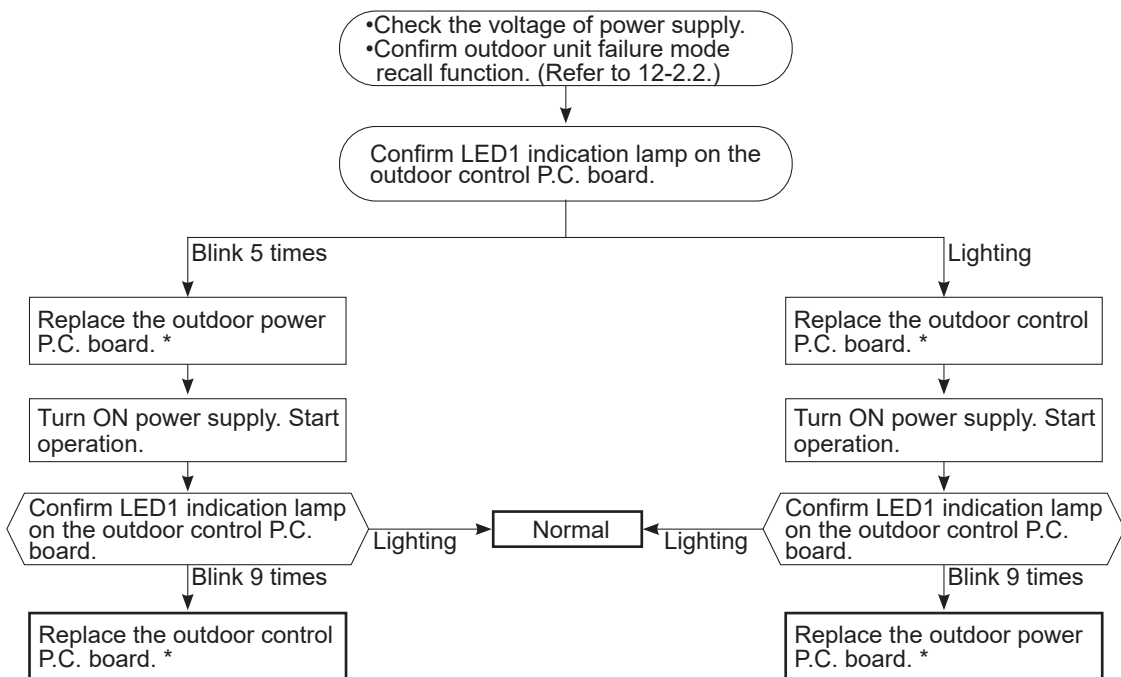 •Check the voltage of power supply.
•Confirm outdoor unit failure mode
recall function. (Refer to 12-2.2.)
Confirm LED1 indication lamp on the
outdoor control P.C. board.
Blink 5 times
Lighting
Replace the outdoor power
P.C. board. *
Replace the outdoor control
P.C. board. *
Turn ON power supply. Start
operation.
Turn ON power supply. Start
operation.
Confirm LED1 indication lamp
on the outdoor control P.C.
board.
Lighting
Normal
Lighting
Confirm LED1 indication lamp
on the outdoor control P.C.
board.
Blink 9 times
Blink 9 times
Replace the outdoor control
P.C. board. *
Replace the outdoor power
P.C. board. *